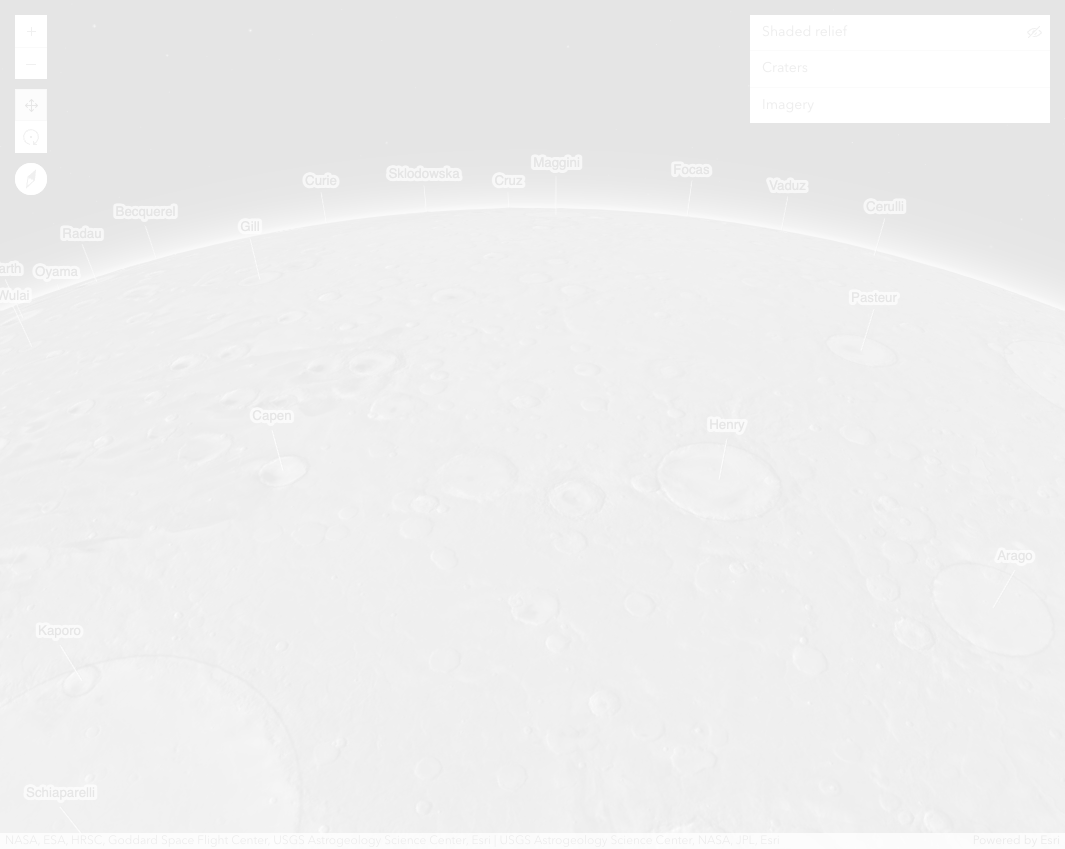 +
Shaded relief
–
Craters
Imagery
Maggini
Focas
Sklodowska
Curie
Cruz
Vaduz
Cerulli
Becquerel
Gill
Radau
arth
Oyama
Wulai
Pasteur
Capen
Henry
Arago
Kaporo
Schiaparelli
NASA, ESA, HRSC, Goddard Space Flight Center, USGS Astrogeology Science Center, Esri | USGS Astrogeology Science Center, NASA, JPL, Esri
Powered by Esri